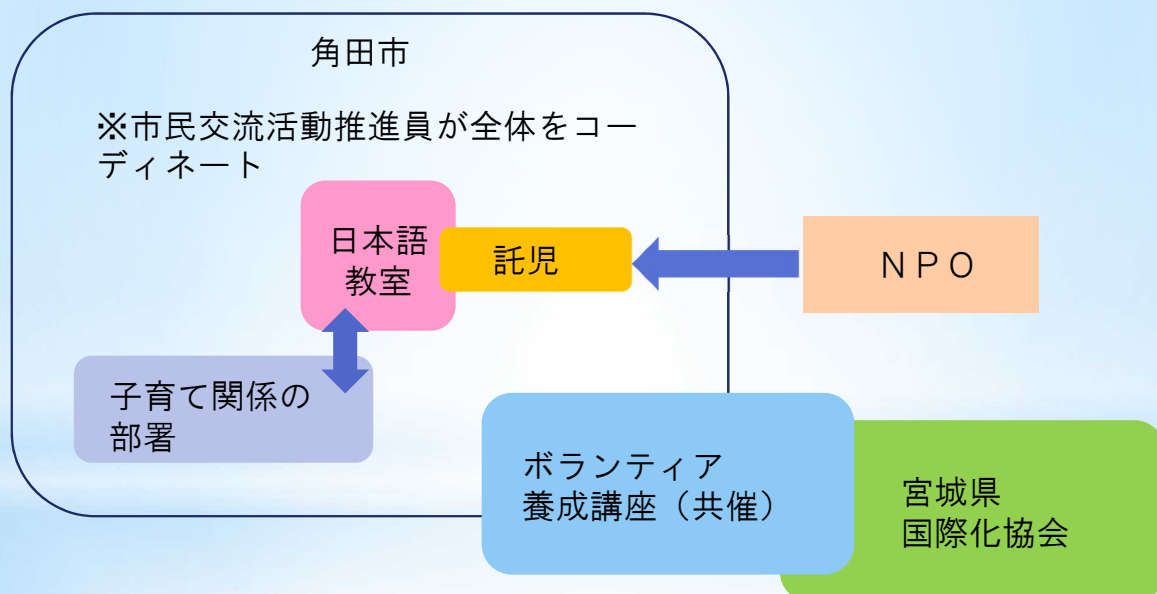 角田市
※市民交流活動推進員が全体をコー
ディネート
日本語
教室
託児
ＮＰＯ
子育て関係の
部署
ボランティア
養成講座（共催）
宮城県
国際化協会